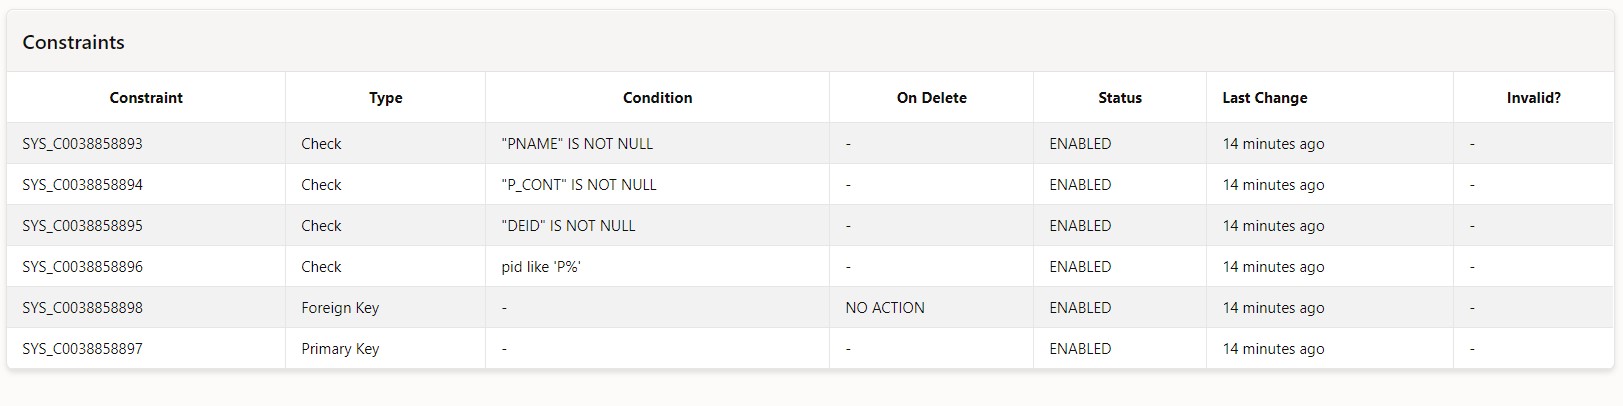 Constraints
Constraint Type Condition On Delete Status Last Change Invalid?
SYS_C0038858893 Check "PNAME" IS NOT NULL - ENABLED 14 minutes ago -
SYS_C0038858894 Check "P_CONT" IS NOT NULL - ENABLED 14 minutes ago -
SYS_C0038858895 Check "DEID" IS NOT NULL - ENABLED 14 minutes ago -
SYS_C0038858896 Check pid like 'P%' - ENABLED 14 minutes ago -
SYS_C0038858898 Foreign Key - NO ACTION ENABLED 14 minutes ago -
SYS_C0038858897 Primary Key - - ENABLED 14 minutes ago -